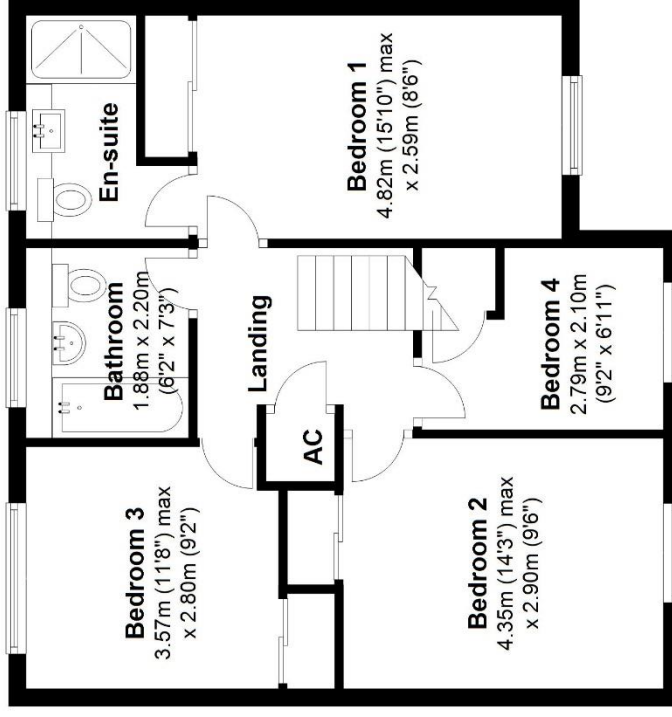 En-suite
Bedroom 1
4.82m (15'10") max
x 2.59m (8'6")
Bathroom
1.88m x 2.20m
(6'2" x 7'3")
Landing
Bedroom 4
2.79m x 2.10m
(9'2" x 6'11")
AC
Bedroom 3
3.57m (11'8") max
x 2.80m (9'2")
Bedroom 2
4.35m (14'3") max
x 2.90m (9'6")